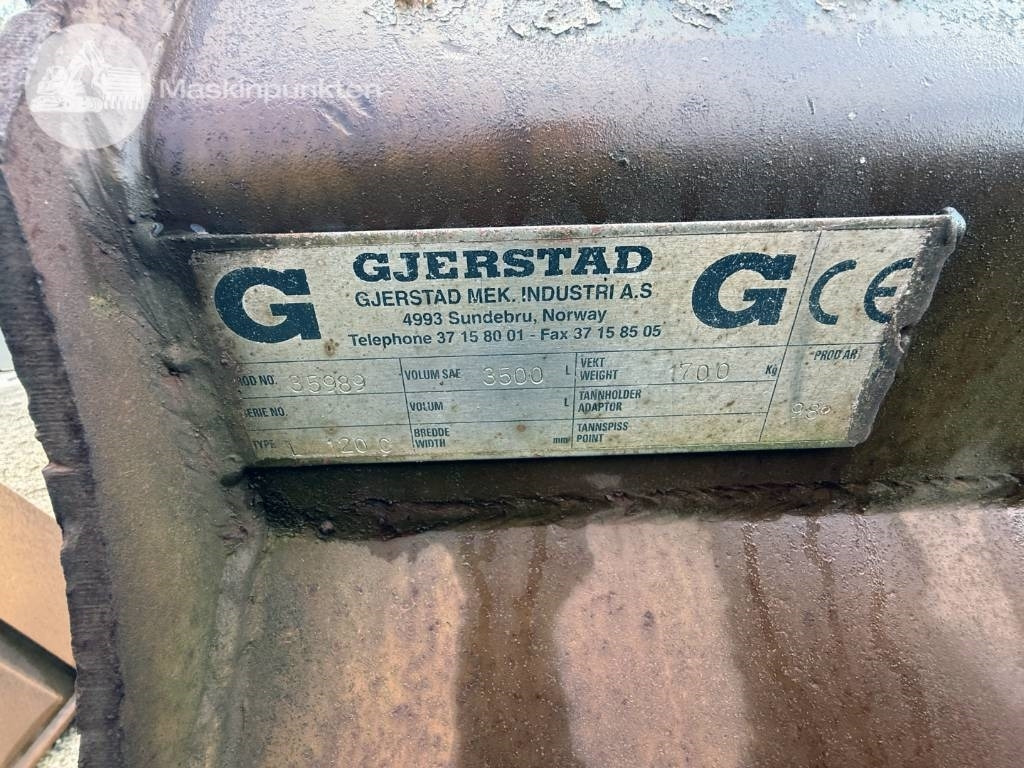 Maskinpunkten
G GJERSTAD G CE
GJERSTAD MEK. INDUSTRI A.S
4993 Sundebru, Norway
Telephone 37 15 80 01 - Fax 37 15 85 05
OD NO. 35989 VOLUM SAE 3500 L VEKT WEIGHT 1700 Kg PROD AR
ERIE NO. VOLUM L TANNHOLDER ADAPTOR 98
TYPE L 120 C BREDDE WIDTH mm TANNSPISS POINT